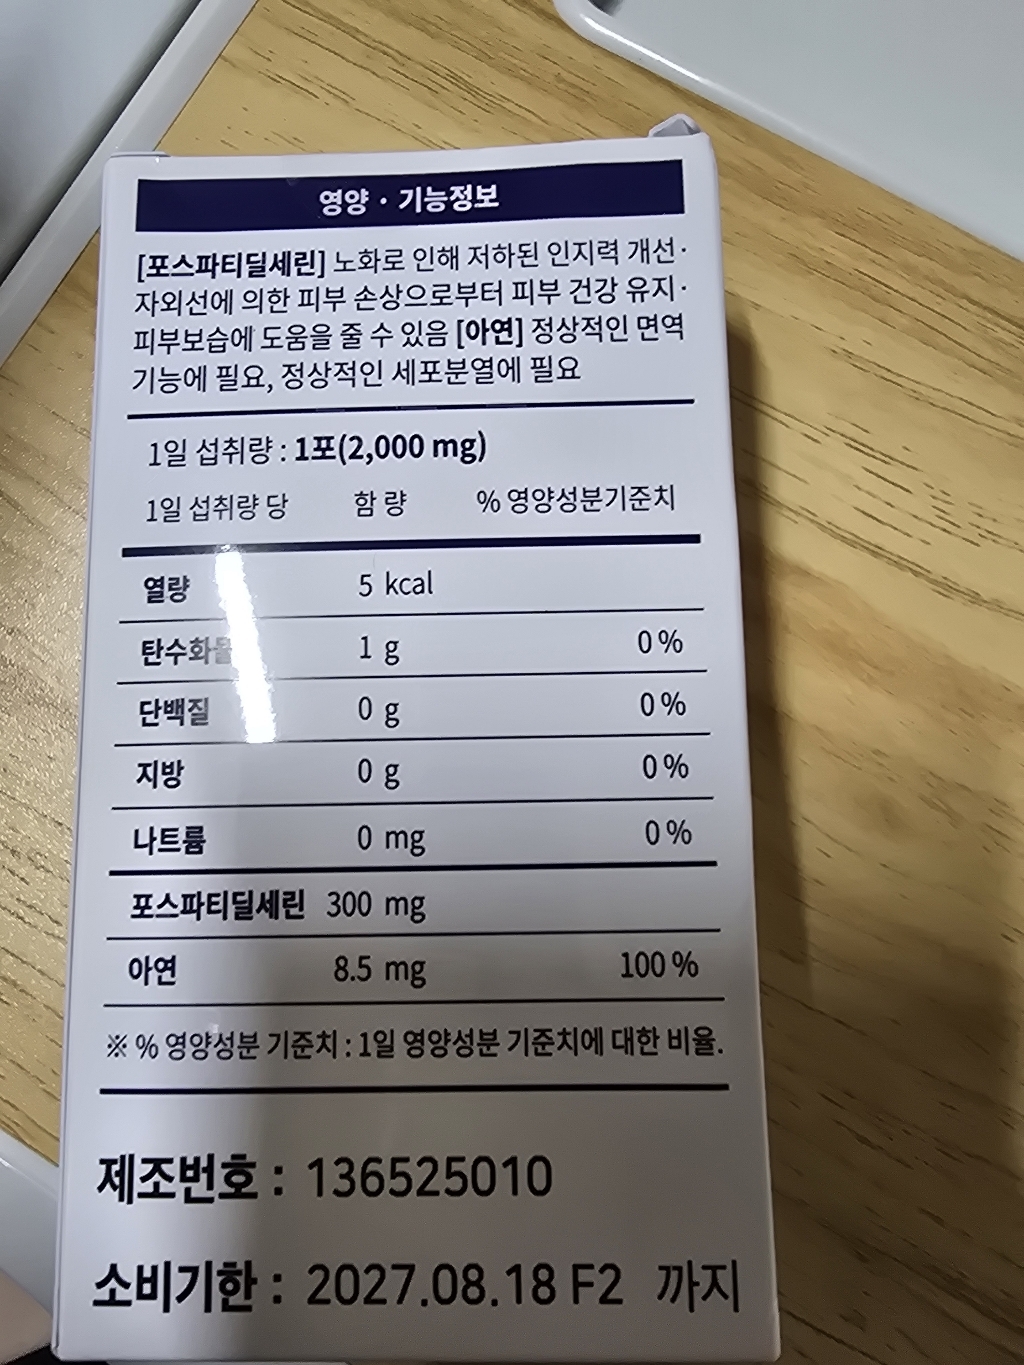 영양 · 기능정보
[포스파티딜세린] 노화로 인해 저하된 인지력 개선·
자외선에 의한 피부 손상으로부터 피부 건강 유지·
피부보습에 도움을 줄 수 있음 [아연] 정상적인 면역
기능에 필요, 정상적인 세포분열에 필요
1일 섭취량 : 1포(2,000 mg)
1일 섭취량 당 함 량 % 영양성분기준치
열량 5 kcal
탄수화물 1 g 0 %
단백질 0 g 0 %
지방 0 g 0 %
나트륨 0 mg 0 %
포스파티딜세린 300 mg
아연 8.5 mg 100 %
※ % 영양성분 기준치 : 1일 영양성분 기준치에 대한 비율.
제조번호 : 136525010
소비기한 : 2027.08.18 F2 까지